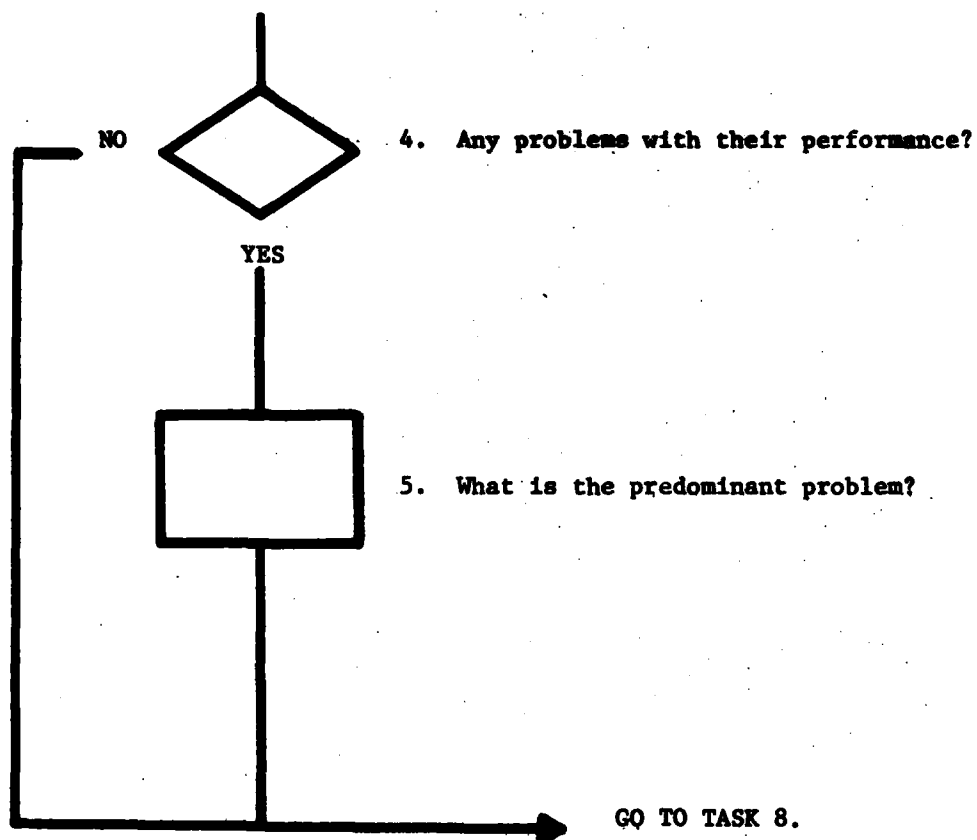 NO
4. Any problems with their performance?
YES
5. What is the predominant problem?
GO TO TASK 8.